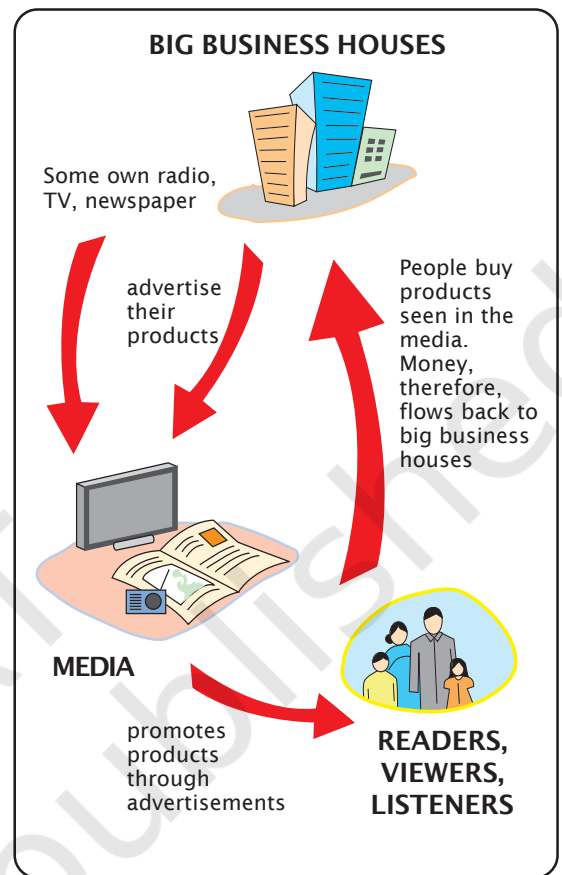 BIG BUSINESS HOUSES
Some own radio,
TV, newspaper
advertise
their
products
People buy
products
seen in the
media.
Money,
therefore,
flows back to
big business
houses
MEDIA
promotes
products
through
advertisements
READERS,
VIEWERS,
LISTENERS
published